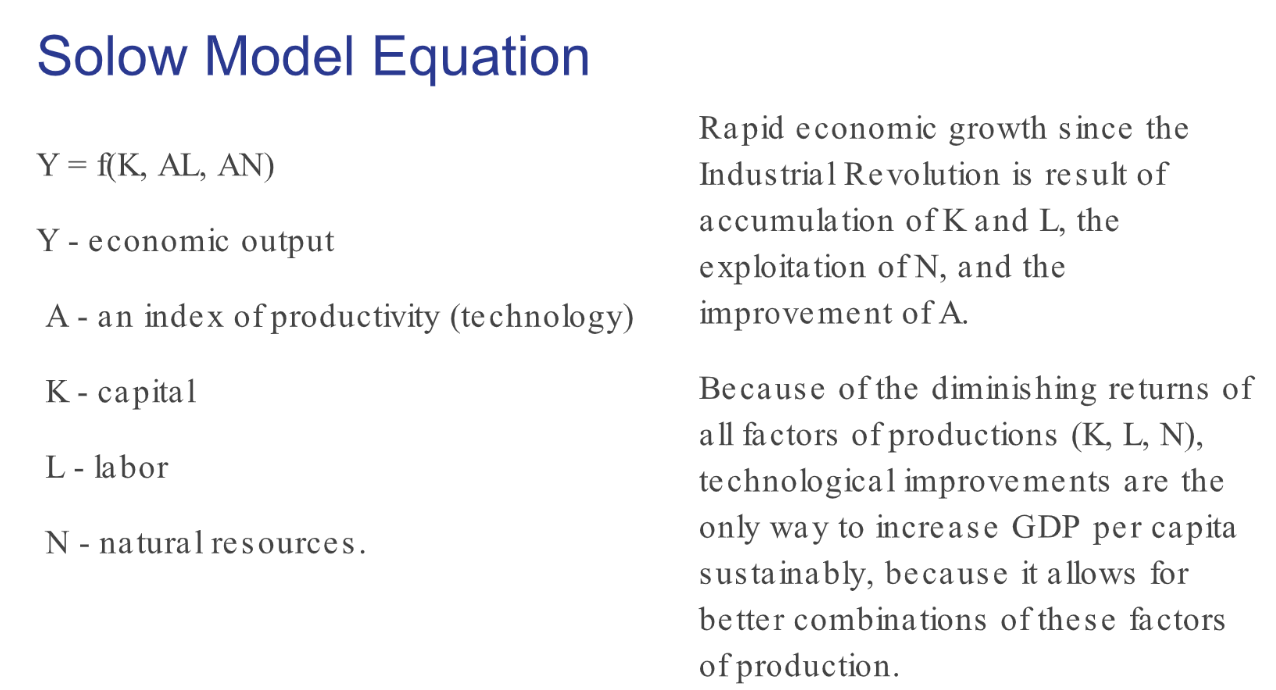 Solow Model Equation
Y = f(K, AL, AN)
Y - economic output
A - an index of productivity (technology)
K - capital
L - labor
N - natural resources.
Rapid economic growth since the
Industrial Revolution is result of
accumulation of K and L, the
exploitation of N, and the
improvement of A.
Because of the diminishing returns of
all factors of productions (K, L, N),
technological improvements are the
only way to increase GDP per capita
sustainably, because it allows for
better combinations of these factors
of production.